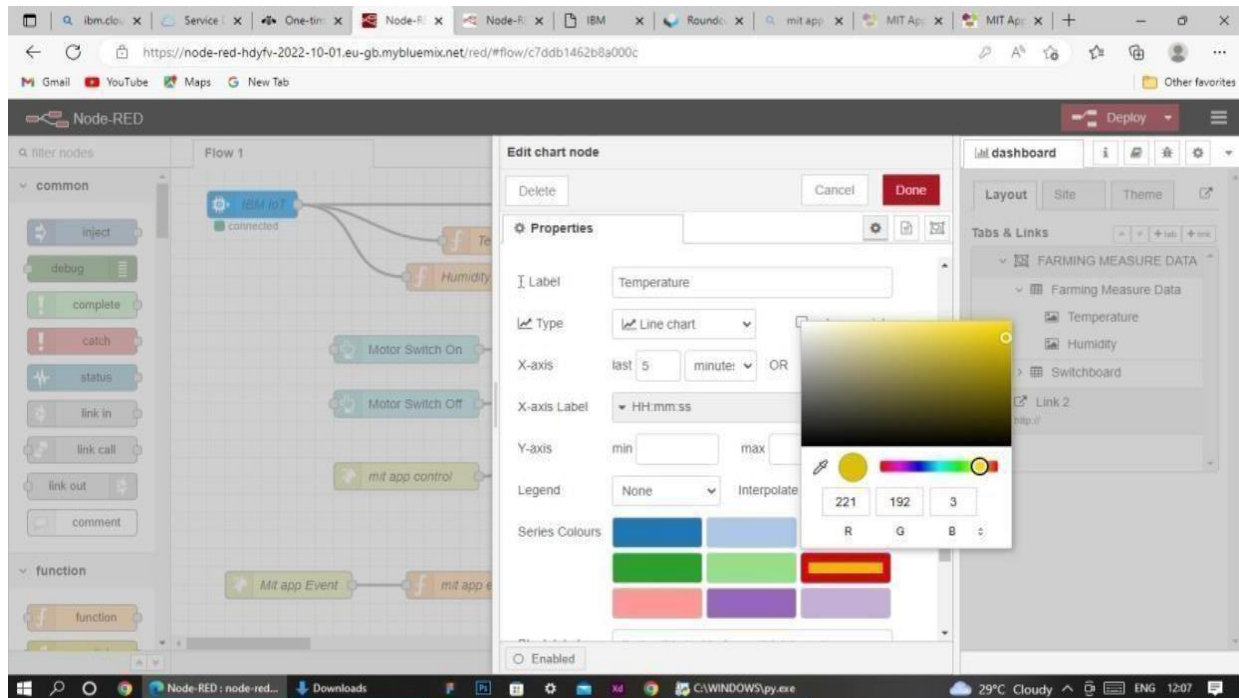 ibm.clou
Service
One-tim
Node-R
Node-R
IBM
Rounde
mit app
MIT App
MIT App
https://node-red-hdyfv-2022-10-01.eu-gb.mybluemix.net/red/#flow/c7ddb1462b8a000c
Gmail
YouTube
Maps
New Tab
Other favorites
Node-RED
Deploy
filter nodes
Flow 1
Edit chart node
dashboard
common
Delete
Cancel
Done
Layout
Site
Theme
IBM IoT
connected
Properties
Tabs & Links
+ tab
+ link
inject
Te
FARMING MEASURE DATA
debug
Humidity
Label
Temperature
Farming Measure Data
complete
Type
Line chart
Temperature
catch
Motor Switch On
X-axis
last 5
minute:
OR
Humidity
status
Switchboard
link in
Motor Switch Off
X-axis Label
HH:mm:ss
Link 2
http://
link call
Y-axis
min
max
link out
mit app control
Legend
None
Interpolate
221
192
3
comment
Series Colours
R
G
B
function
Mit app Event
mit app e
function
Enabled
Node-RED : node-red...
Downloads
C:\WINDOWS\py.exe
29°C Cloudy
ENG
12:07